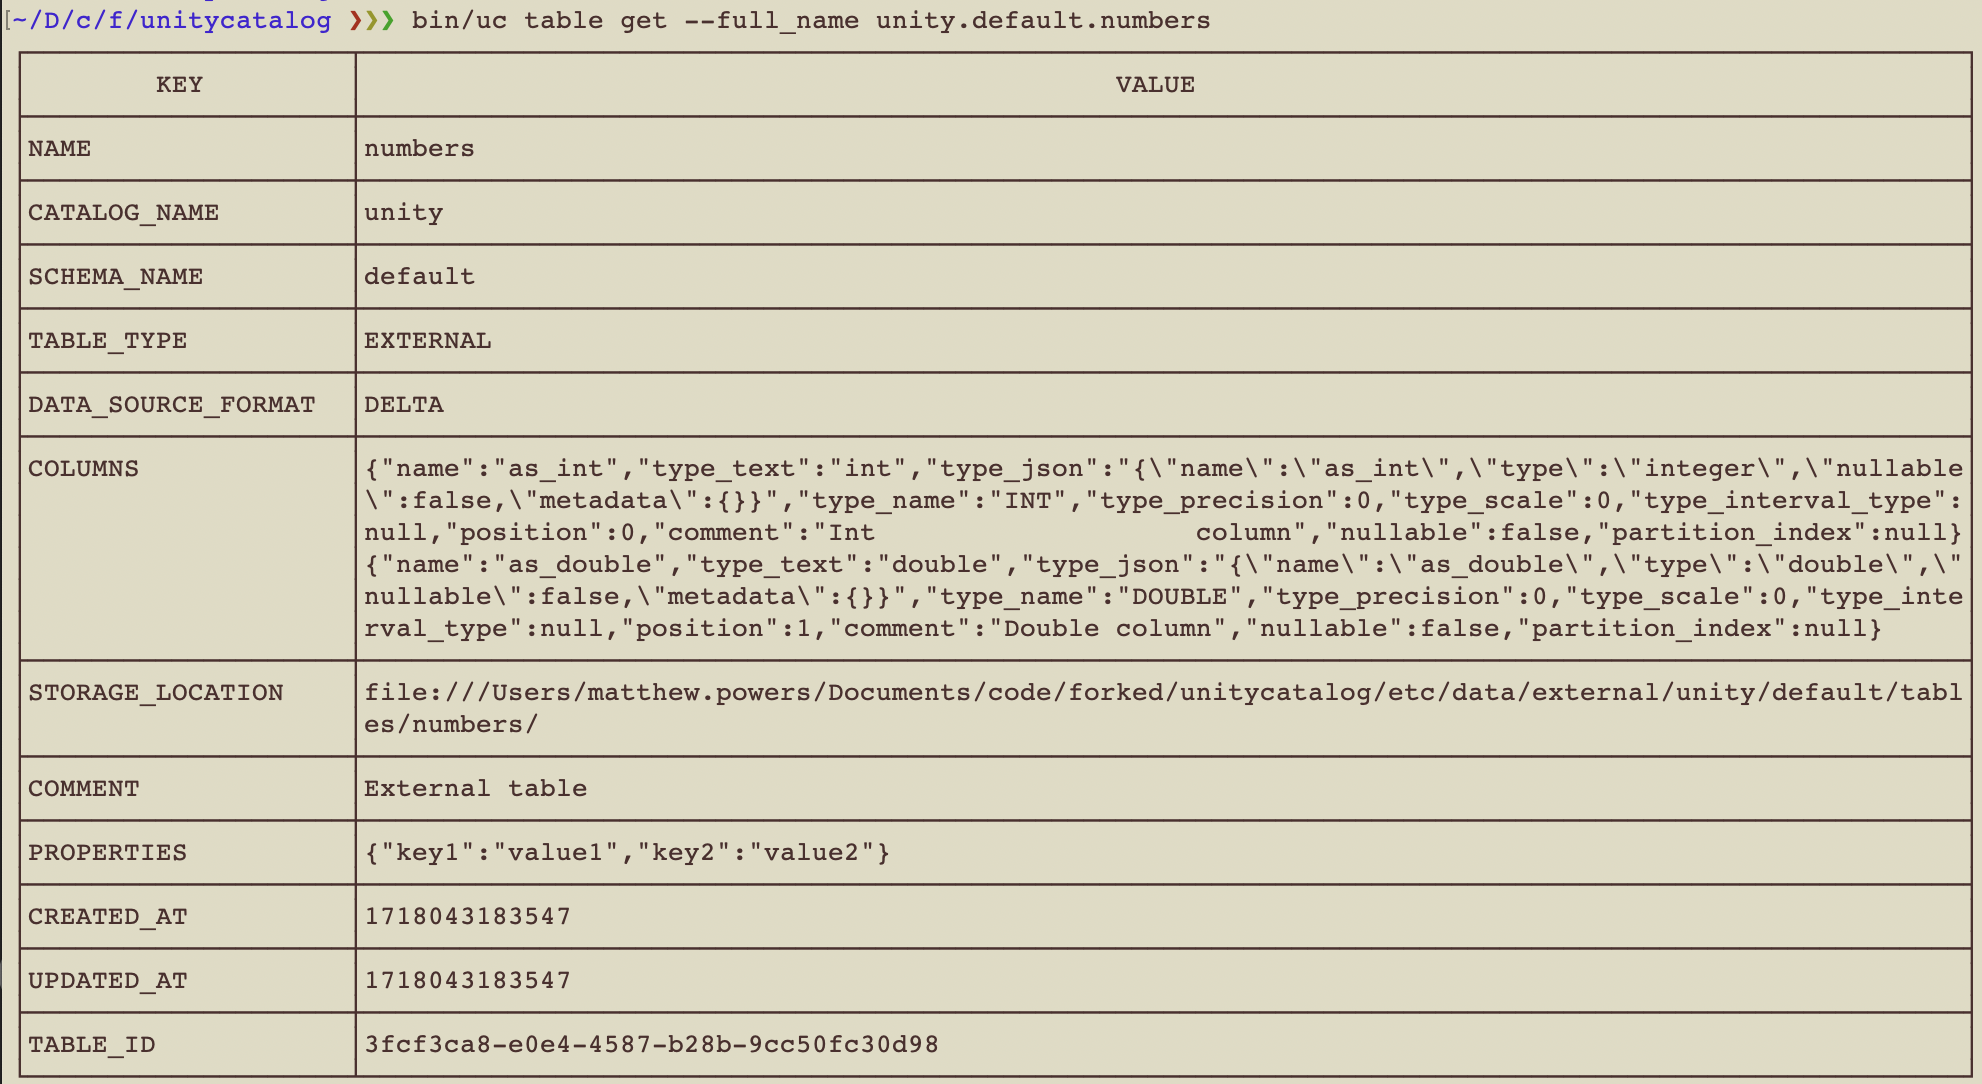 [~/D/c/f/unitycatalog ❯❯❯ bin/uc table get --full_name unity.default.numbers
KEY VALUE
NAME numbers
CATALOG_NAME unity
SCHEMA_NAME default
TABLE_TYPE EXTERNAL
DATA_SOURCE_FORMAT DELTA
COLUMNS {"name":"as_int","type_text":"int","type_json":"{\"name\":\"as_int\",\"type\":\"integer\",\"nullable
\":false,\"metadata\":{}}","type_name":"INT","type_precision":0,"type_scale":0,"type_interval_type":
null,"position":0,"comment":"Int column","nullable":false,"partition_index":null}
{"name":"as_double","type_text":"double","type_json":"{\"name\":\"as_double\",\"type\":\"double\",\"
nullable\":false,\"metadata\":{}}","type_name":"DOUBLE","type_precision":0,"type_scale":0,"type_inte
rval_type":null,"position":1,"comment":"Double column","nullable":false,"partition_index":null}
STORAGE_LOCATION file:///Users/matthew.powers/Documents/code/forked/unitycatalog/etc/data/external/unity/default/tabl
es/numbers/
COMMENT External table
PROPERTIES {"key1":"value1","key2":"value2"}
CREATED_AT 1718043183547
UPDATED_AT 1718043183547
TABLE_ID 3fcf3ca8-e0e4-4587-b28b-9cc50fc30d98